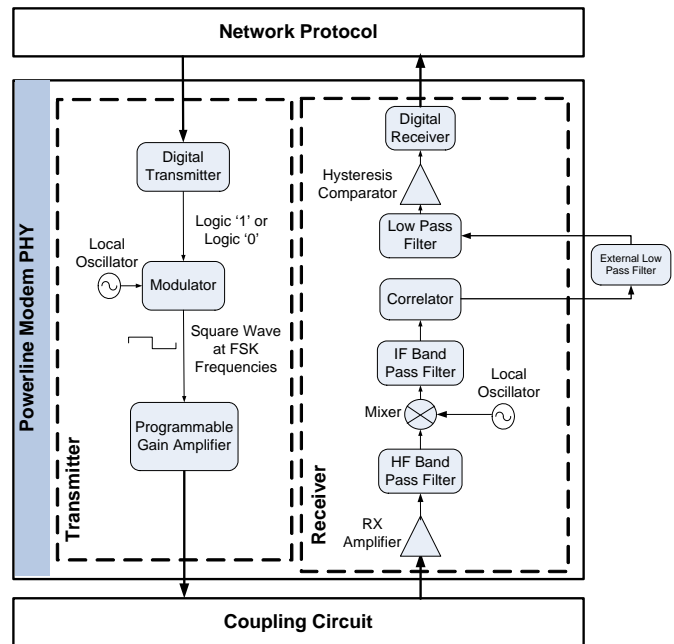 Network Protocol
Powerline Modem PHY
Transmitter
Digital
Transmitter
Logic ‘1’ or
Logic ‘0’
Local
Oscillator
Modulator
Square Wave
at FSK
Frequencies
Programmable
Gain Amplifier
Receiver
Digital
Receiver
Hysteresis
Comparator
Low Pass
Filter
External Low
Pass Filter
Correlator
IF Band
Pass Filter
Local
Oscillator
Mixer
HF Band
Pass Filter
RX
Amplifier
Coupling Circuit